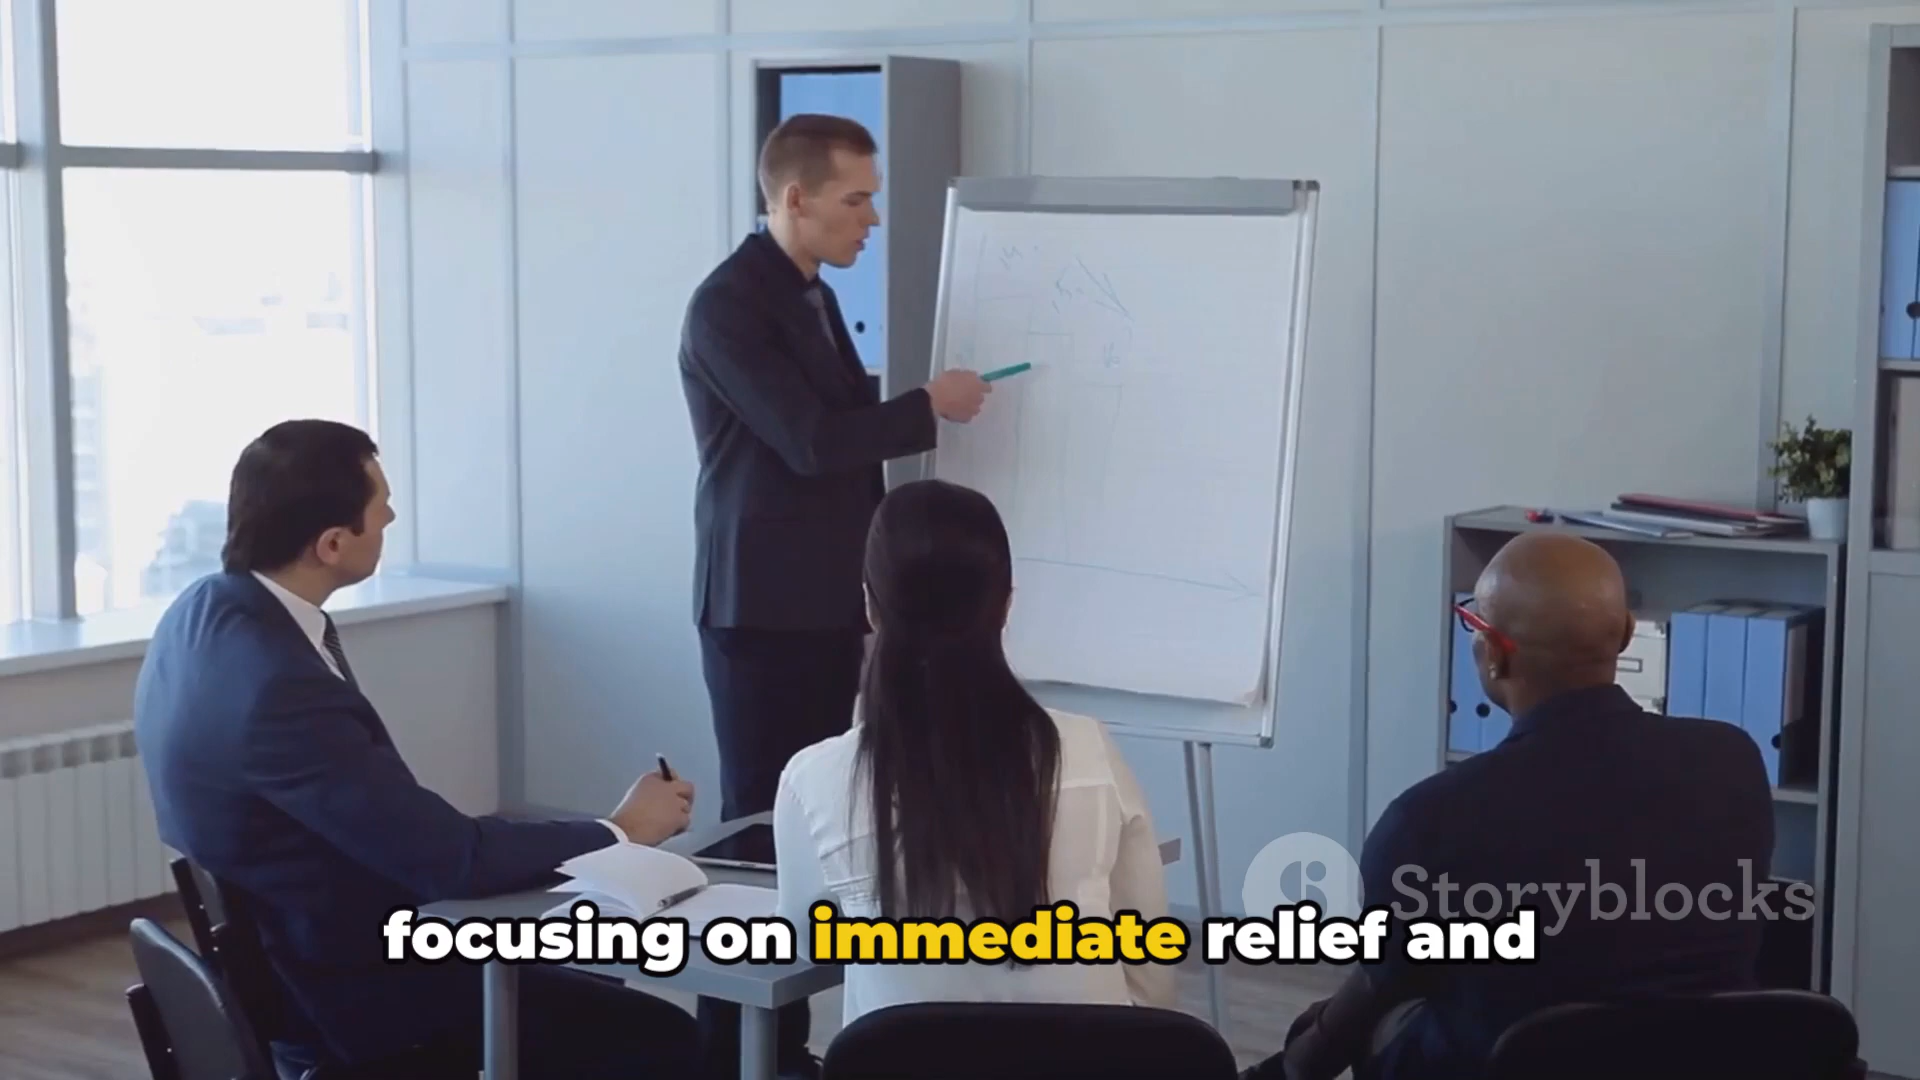 Storyblocks
focusing on immediate relief and